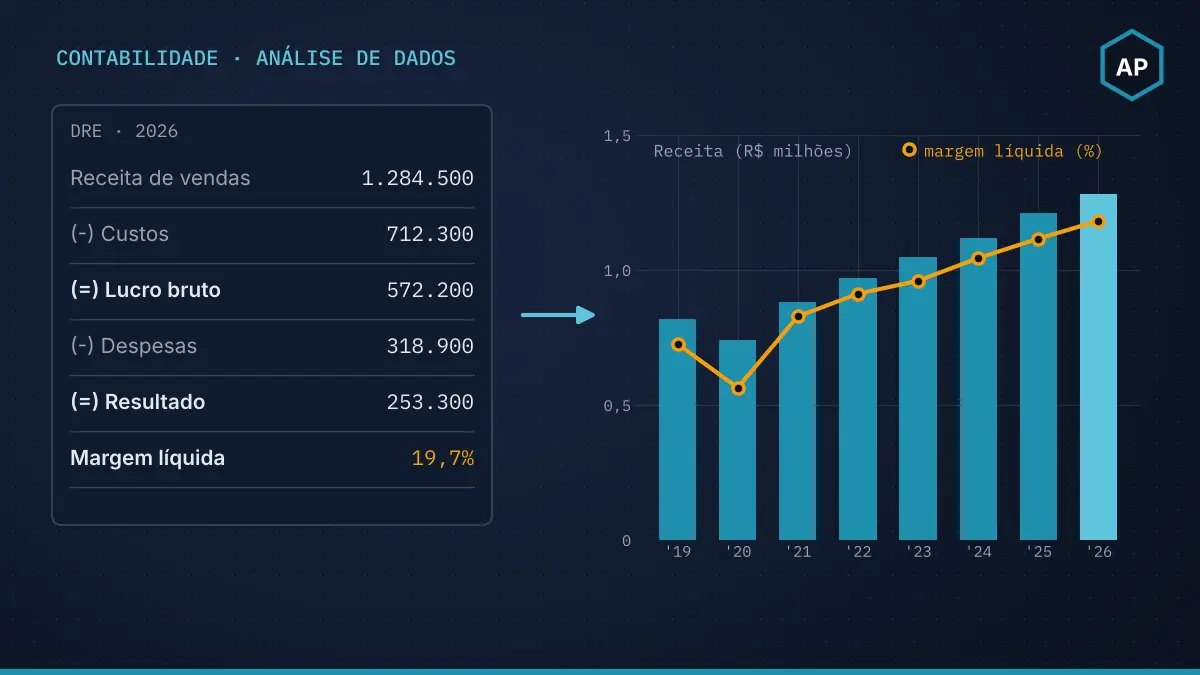 CONTABILIDADE · ANÁLISE DE DADOS
AP
DRE · 2026
Receita de vendas 1.284.500
(-) Custos 712.300
(=) Lucro bruto 572.200
(-) Despesas 318.900
(=) Resultado 253.300
Margem líquida 19,7%
1,5
Receita (R$ milhões) margem líquida (%)
1,0
0,5
0
'19 '20 '21 '22 '23 '24 '25 '26